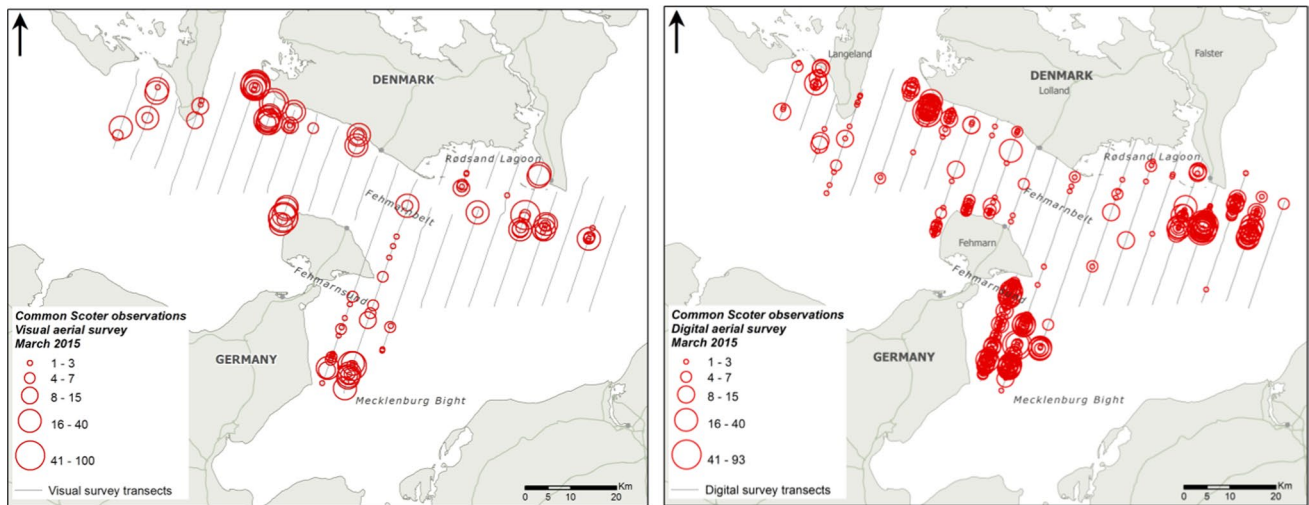 DENMARK
Rødsand Lagoon
Fehmarnbelt
Fehmarnsund
GERMANY
Mecklenburg Bight
Common Scoter observations
Visual aerial survey
March 2015
1 - 3
4 - 7
8 - 15
16 - 40
41 - 100
Visual survey transects
Km
0 5 10 20
Langeland
Falster
DENMARK
Lolland
Rødsand Lagoon
Fehmarnbelt
Fehmarn
Fehmarnsund
GERMANY
Mecklenburg Bight
Common Scoter observations
Digital aerial survey
March 2015
1 - 3
4 - 7
8 - 15
16 - 40
41 - 93
Digital survey transects
Km
0 5 10 20